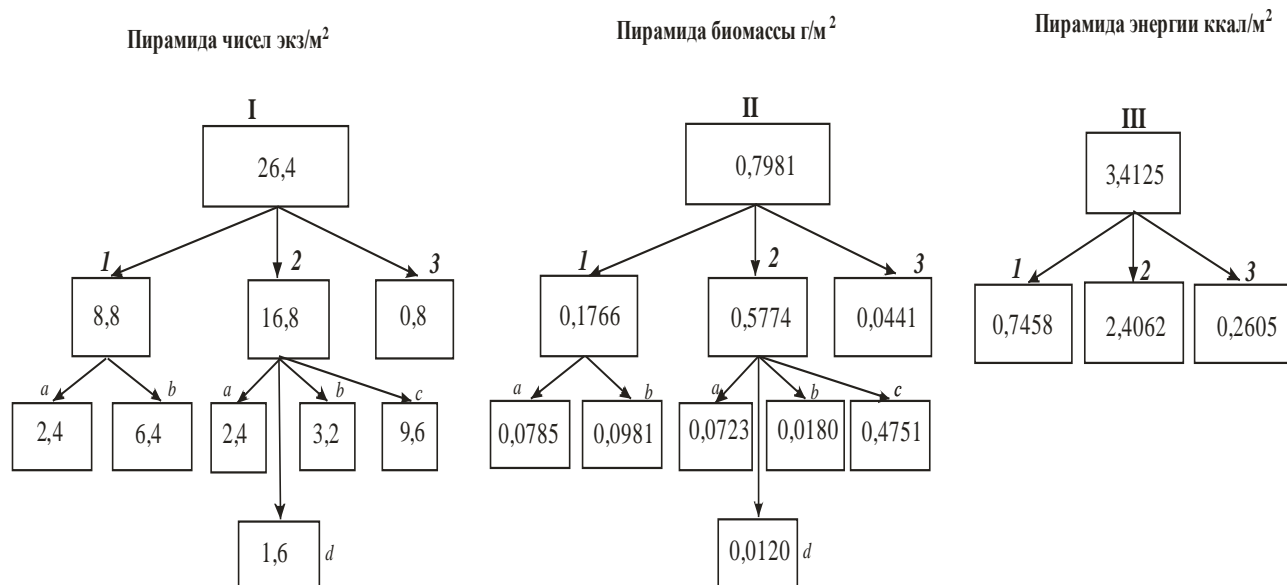 Пирамида чисел экз/м²
I
26,4
1
2
3
8,8
16,8
0,8
a
b
a
b
c
2,4
6,4
2,4
3,2
9,6
1,6
d
Пирамида биомассы г/м²
II
0,7981
1
2
3
0,1766
0,5774
0,0441
a
b
a
b
c
0,0785
0,0981
0,0723
0,0180
0,4751
0,0120
d
Пирамида энергии ккал/м²
III
3,4125
1
2
3
0,7458
2,4062
0,2605